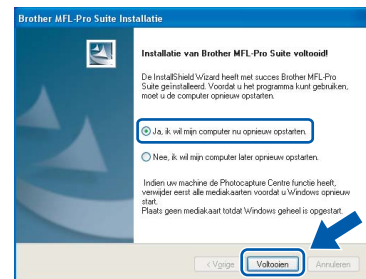 Brother MFL-Pro Suite Installatie
Installatie van Brother MFL-Pro Suite voltooid!
De InstallShield Wizard heeft met succes Brother MFL-Pro
Suite geïnstalleerd. Voordat u het programma kunt gebruiken,
moet u de computer opnieuw opstarten.
Ja, ik wil mijn computer nu opnieuw opstarten.
Nee, ik wil mijn computer later opnieuw opstarten.
Indien uw machine de Photocapture Centre functie heeft,
verwijder eerst alle mediakaarten voordat u Windows opnieuw
start.
Plaats geen mediakaart totdat Windows geheel is opgestart.
< Vorige Voltooien Annuleren